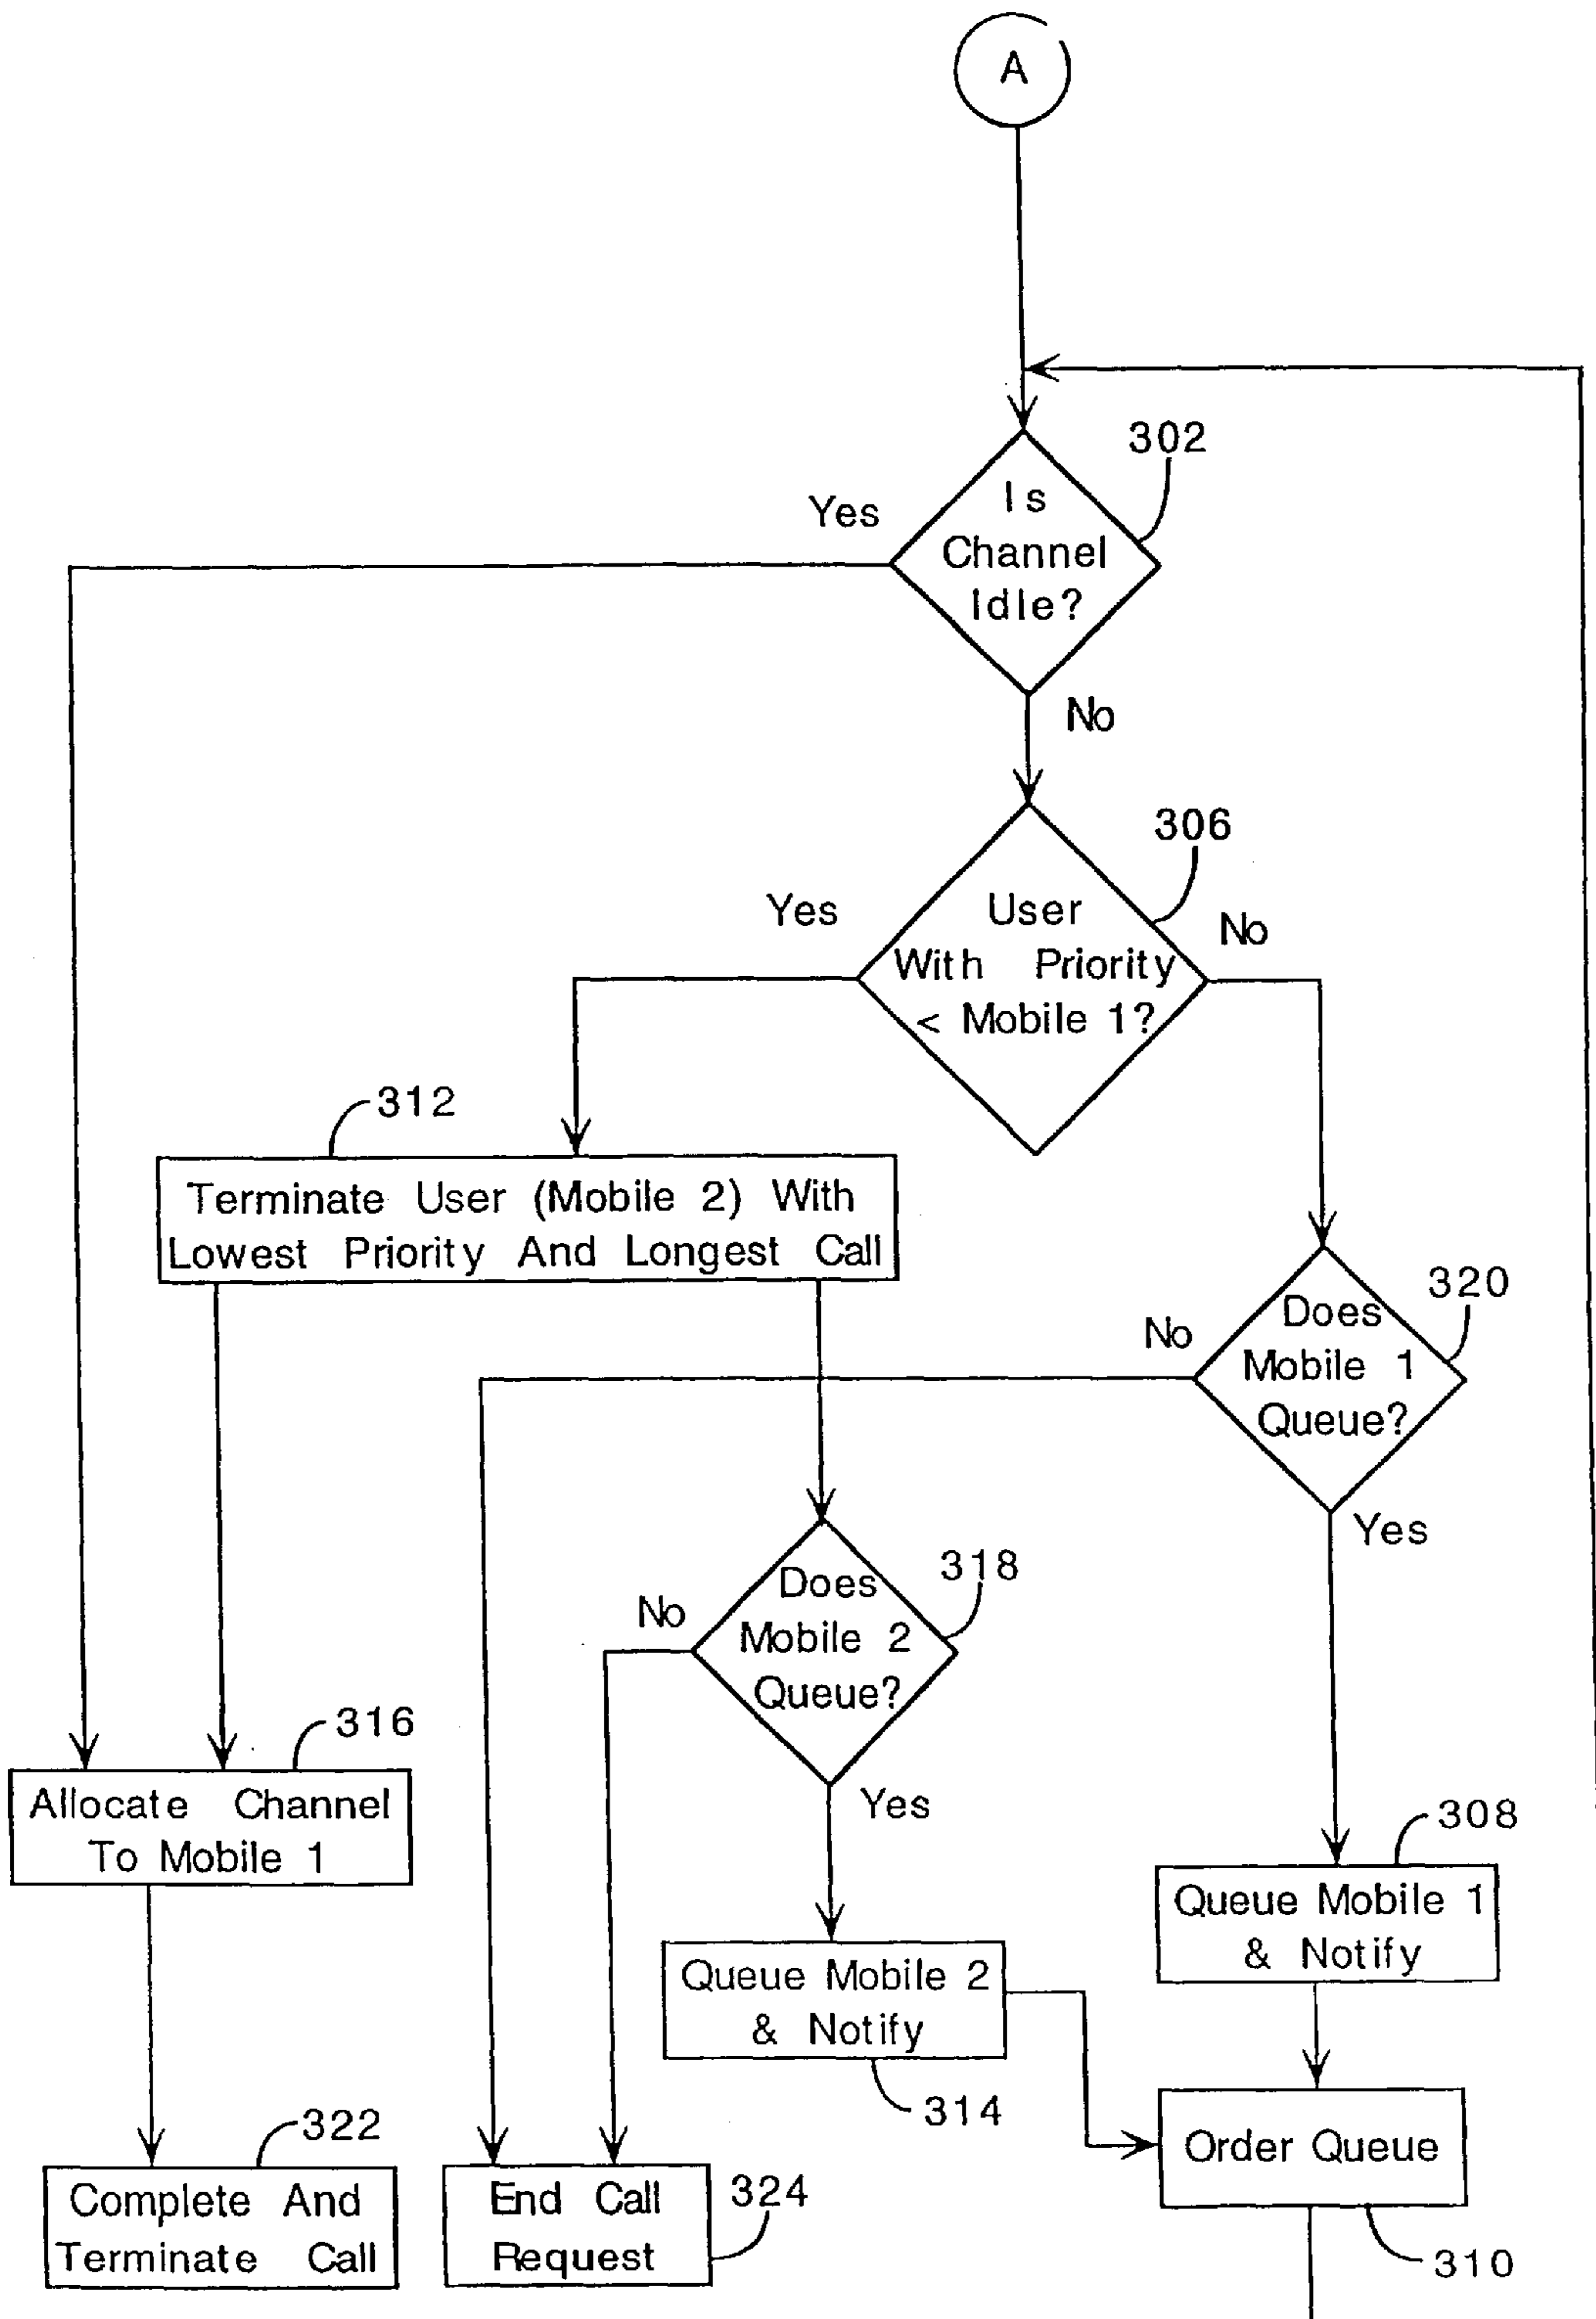 A
302
Yes
Is
Channel
Idle?
No
306
Yes
User
With Priority
< Mobile 1?
No
312
Terminate User (Mobile 2) With
Lowest Priority And Longest Call
320
No
Does
Mobile 1
Queue?
Yes
318
No
Does
Mobile 2
Queue?
Yes
316
Allocate Channel
To Mobile 1
308
Queue Mobile 1
& Notify
Queue Mobile 2
& Notify
314
322
Complete And
Terminate Call
End Call
Request
324
Order Queue
310